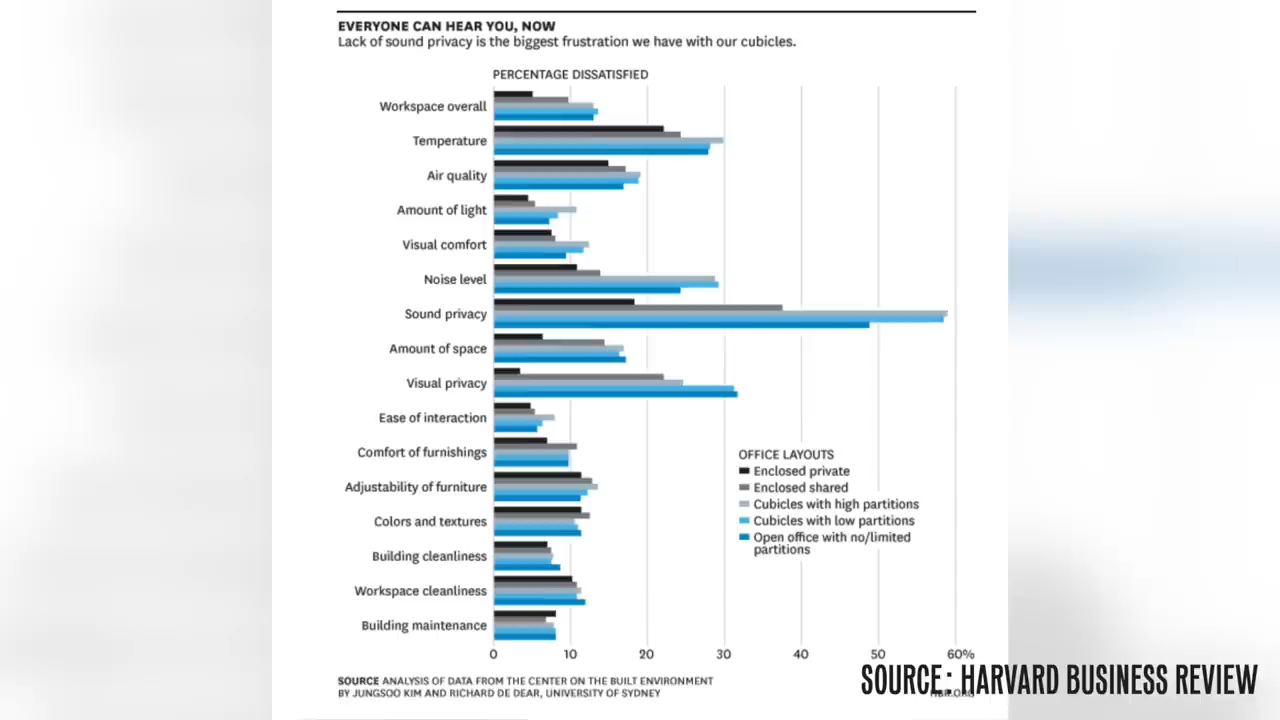 EVERYONE CAN HEAR YOU, NOW
Lack of sound privacy is the biggest frustration we have with our cubicles.
PERCENTAGE DISSATISFIED
Workspace overall
Temperature
Air quality
Amount of light
Visual comfort
Noise level
Sound privacy
Amount of space
Visual privacy
Ease of interaction
Comfort of furnishings
Adjustability of furniture
Colors and textures
Building cleanliness
Workspace cleanliness
Building maintenance
OFFICE LAYOUTS
Enclosed private
Enclosed shared
Cubicles with high partitions
Cubicles with low partitions
Open office with no/limited
partitions
0 10 20 30 40 50 60%
SOURCE ANALYSIS OF DATA FROM THE CENTER ON THE BUILT ENVIRONMENT
BY JUNGSOO KIM AND RICHARD DE DEAR, UNIVERSITY OF SYDNEY
SOURCE: HARVARD BUSINESS REVIEW